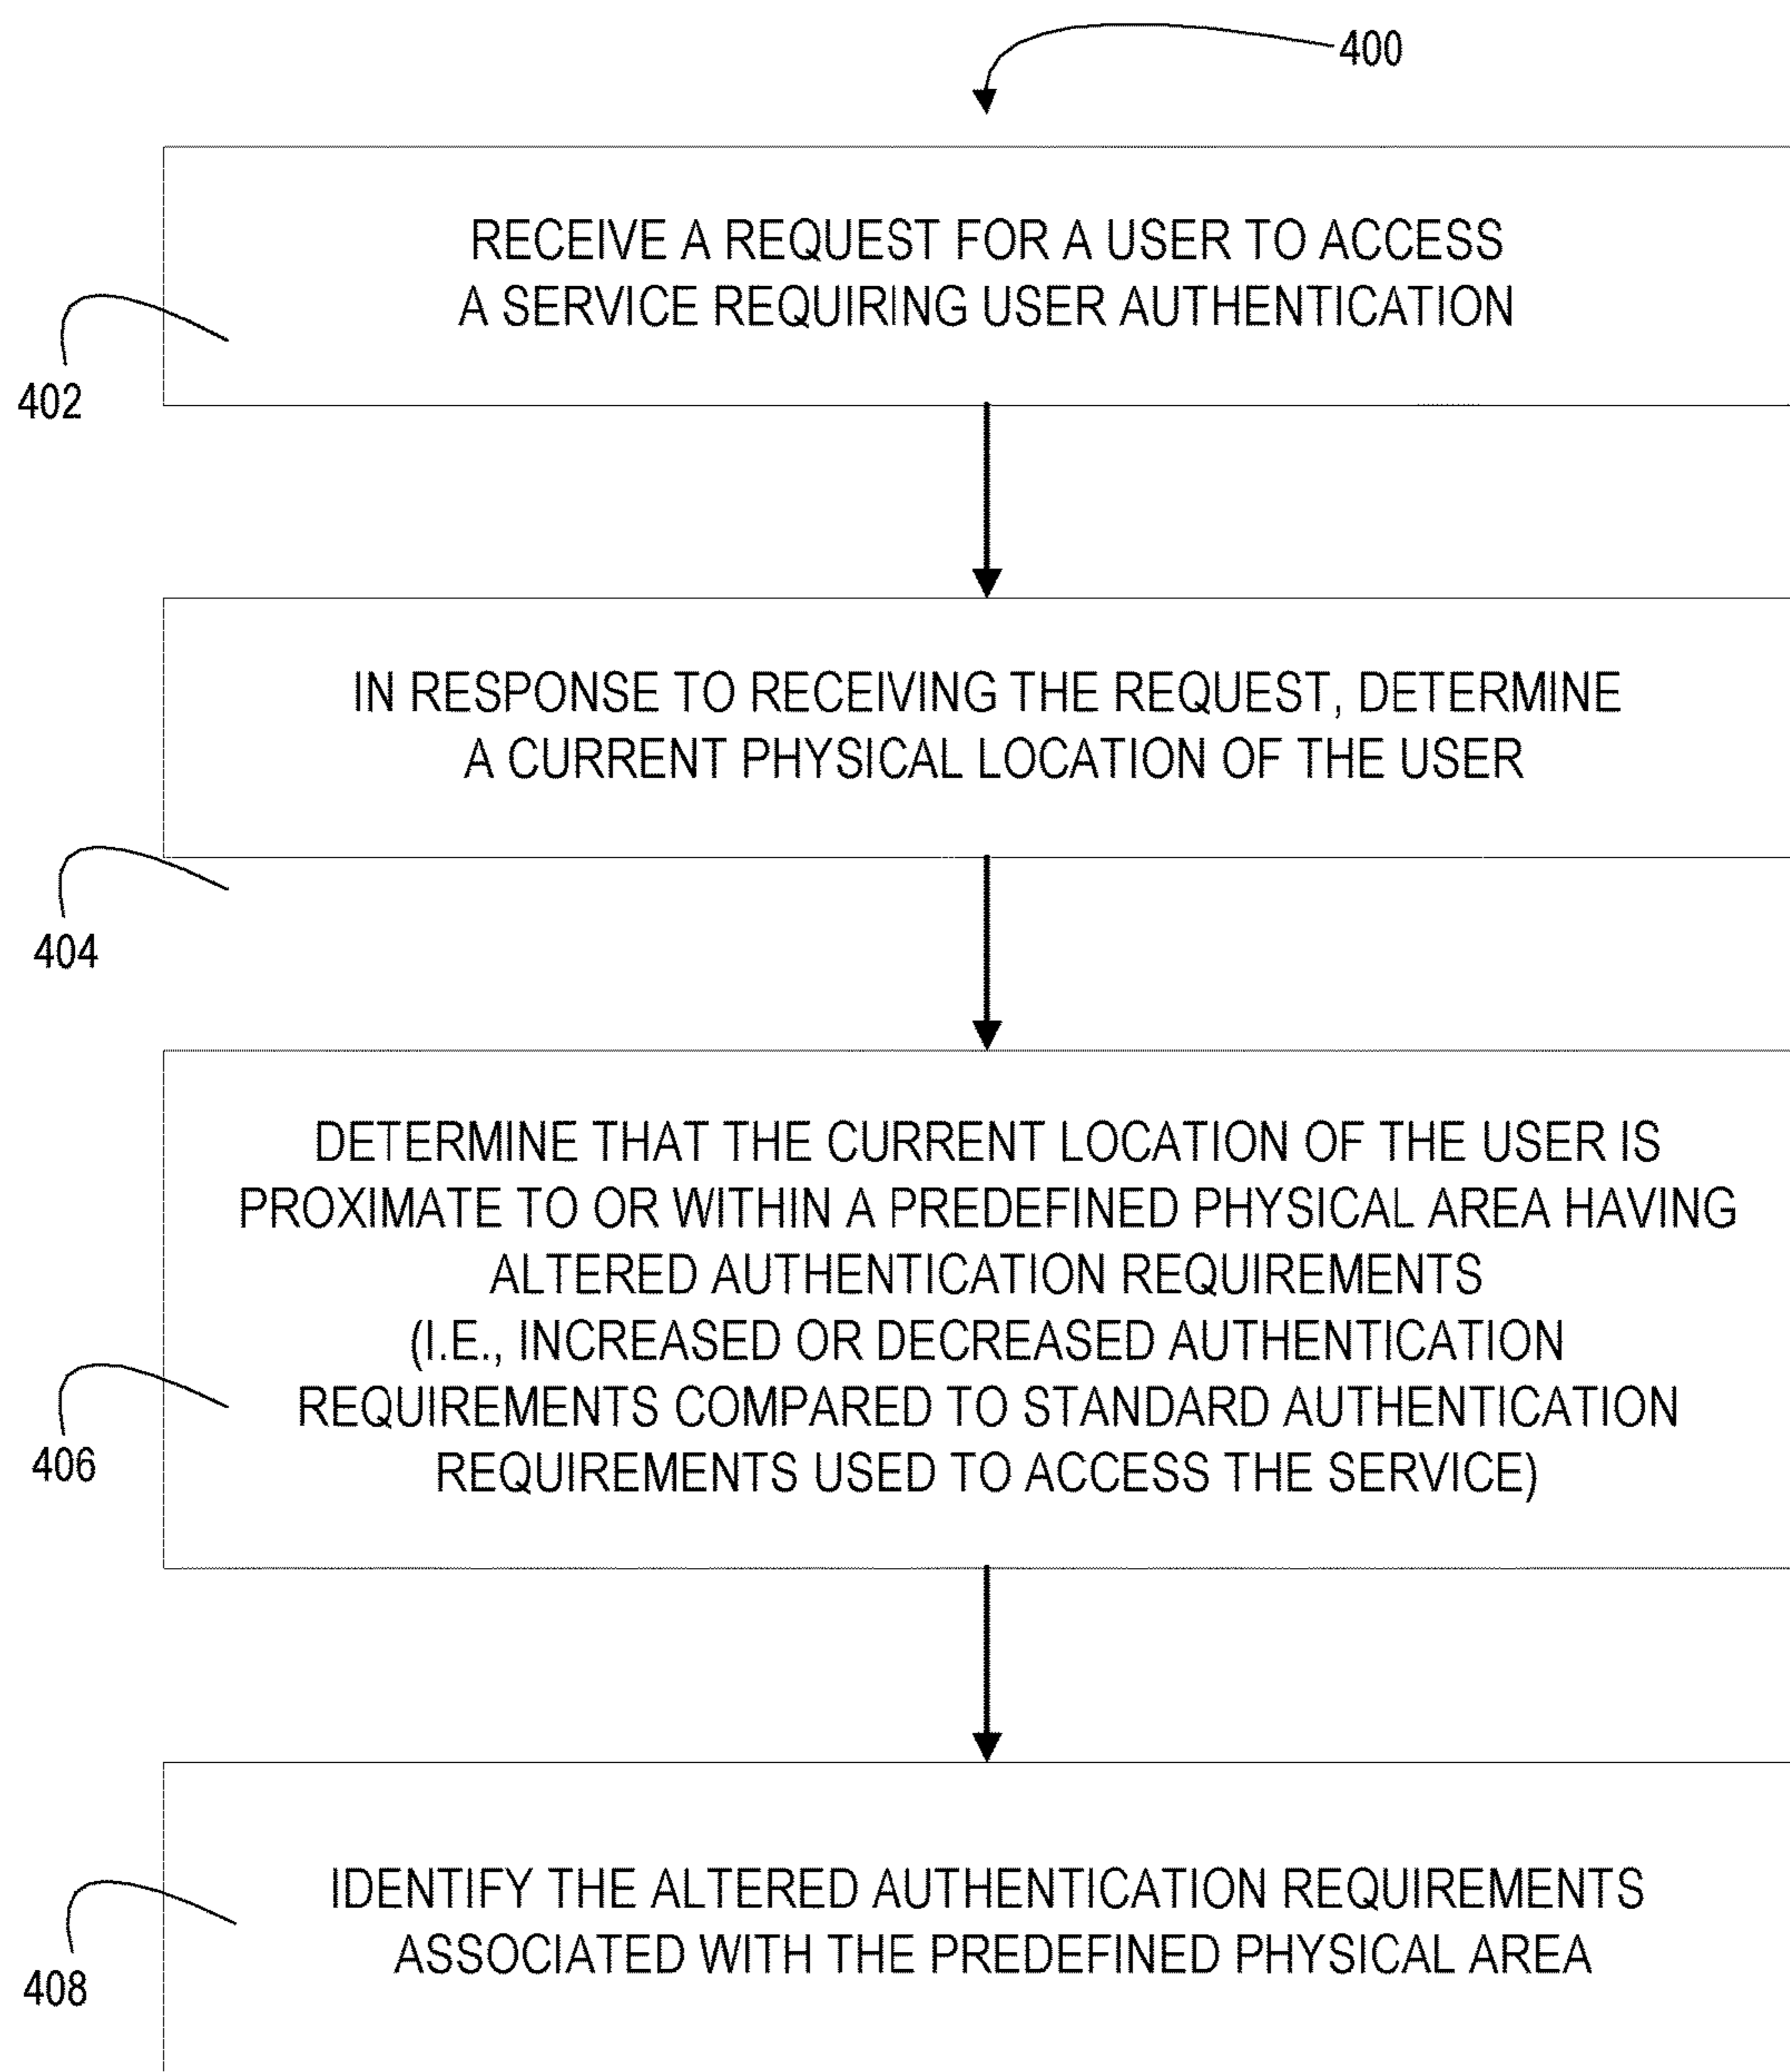 400
RECEIVE A REQUEST FOR A USER TO ACCESS
A SERVICE REQUIRING USER AUTHENTICATION
402
IN RESPONSE TO RECEIVING THE REQUEST, DETERMINE
A CURRENT PHYSICAL LOCATION OF THE USER
404
DETERMINE THAT THE CURRENT LOCATION OF THE USER IS
PROXIMATE TO OR WITHIN A PREDEFINED PHYSICAL AREA HAVING
ALTERED AUTHENTICATION REQUIREMENTS
(I.E., INCREASED OR DECREASED AUTHENTICATION
REQUIREMENTS COMPARED TO STANDARD AUTHENTICATION
REQUIREMENTS USED TO ACCESS THE SERVICE)
406
IDENTIFY THE ALTERED AUTHENTICATION REQUIREMENTS
ASSOCIATED WITH THE PREDEFINED PHYSICAL AREA
408